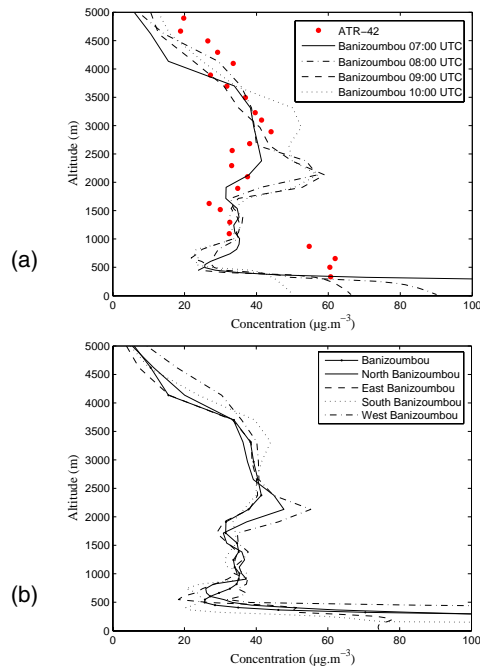 5000
4500
4000
3500
3000
2500
2000
1500
1000
500
0
Altitude (m)
ATR−42
Banizoumbou 07:00 UTC
Banizoumbou 08:00 UTC
Banizoumbou 09:00 UTC
Banizoumbou 10:00 UTC
(a)
0 20 40 60 80 100
Concentration (μg.m−3)
5000
4500
4000
3500
3000
2500
2000
1500
1000
500
0
Altitude (m)
Banizoumbou
North Banizoumbou
East Banizoumbou
South Banizoumbou
West Banizoumbou
(b)
0 20 40 60 80 100
Concentration (μg.m−3)